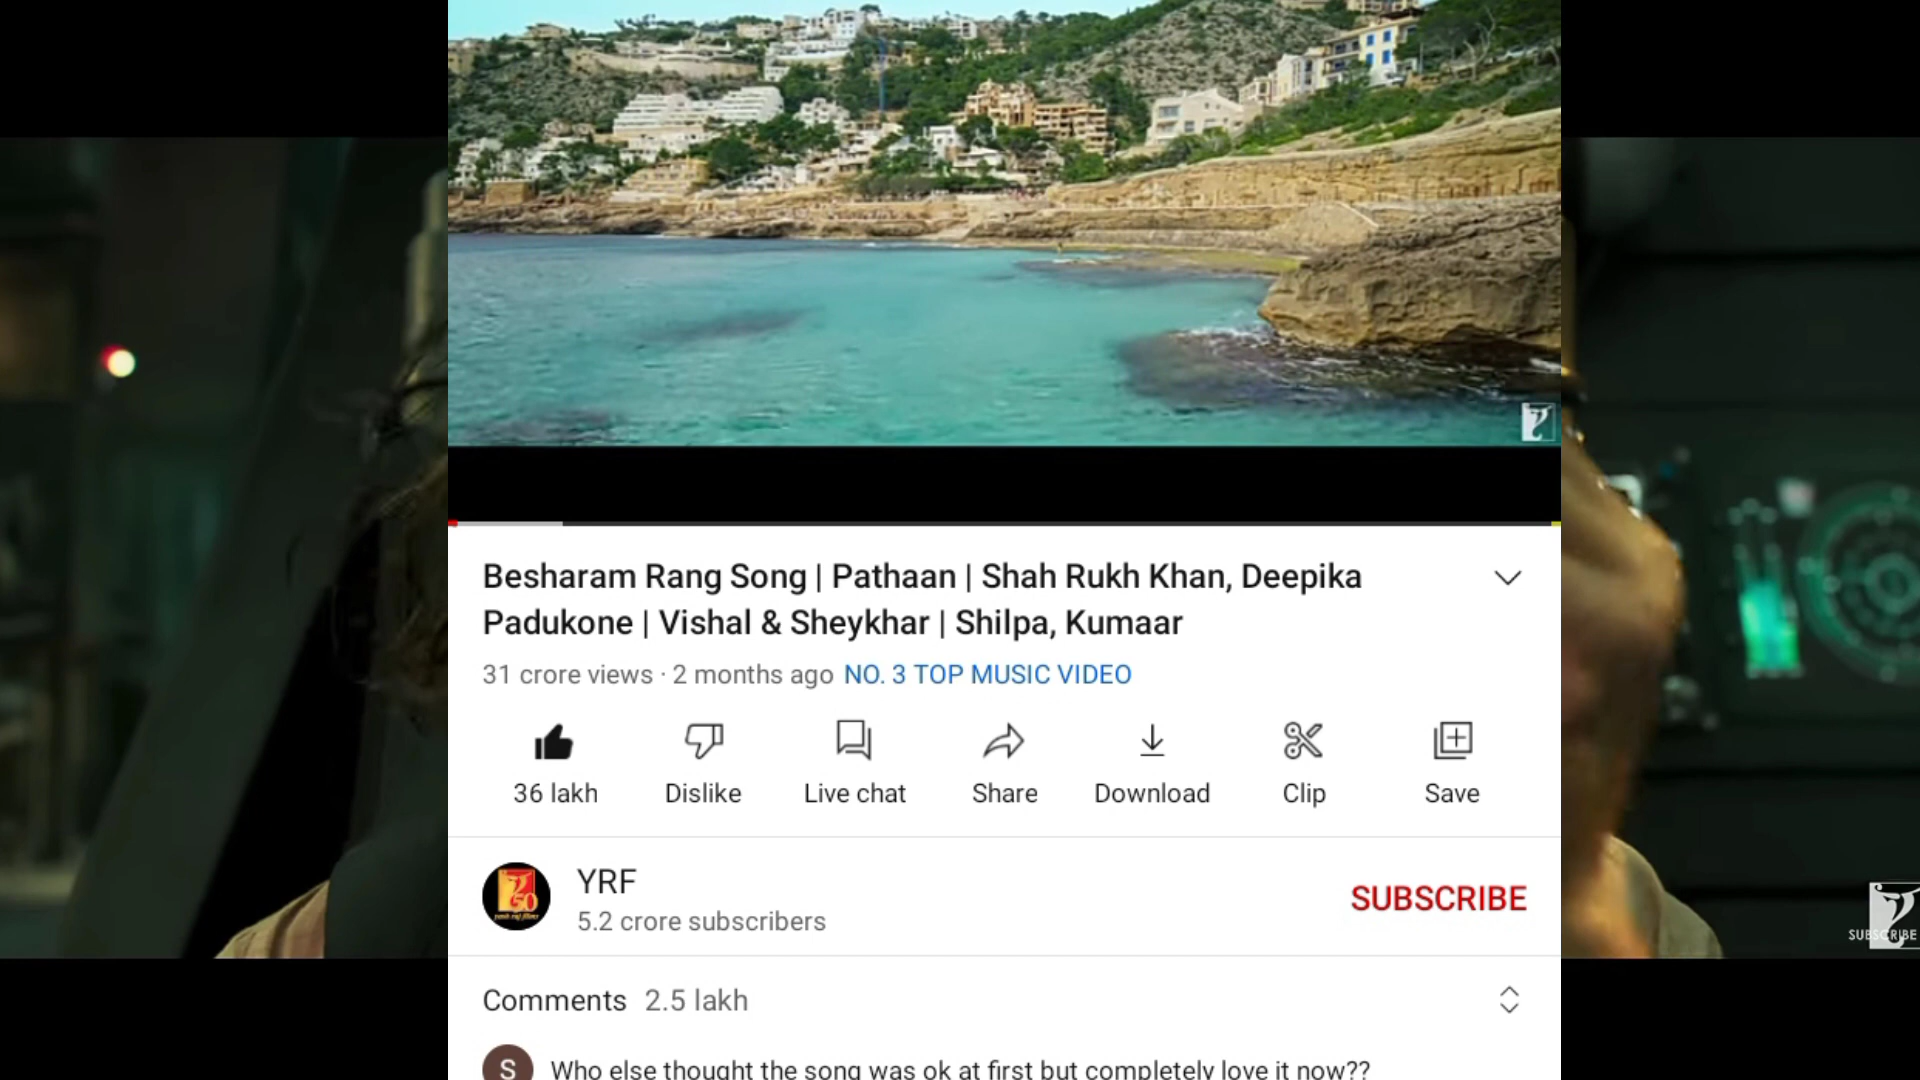 Besharam Rang Song | Pathaan | Shah Rukh Khan, Deepika
Padukone | Vishal & Sheykhar | Shilpa, Kumaar
31 crore views · 2 months ago NO. 3 TOP MUSIC VIDEO
36 lakh Dislike Live chat Share Download Clip Save
50
YRF
5.2 crore subscribers
SUBSCRIBE
SUBSCRIBE
Comments 2.5 lakh
S
Who else thought the song was ok at first but completely love it now??